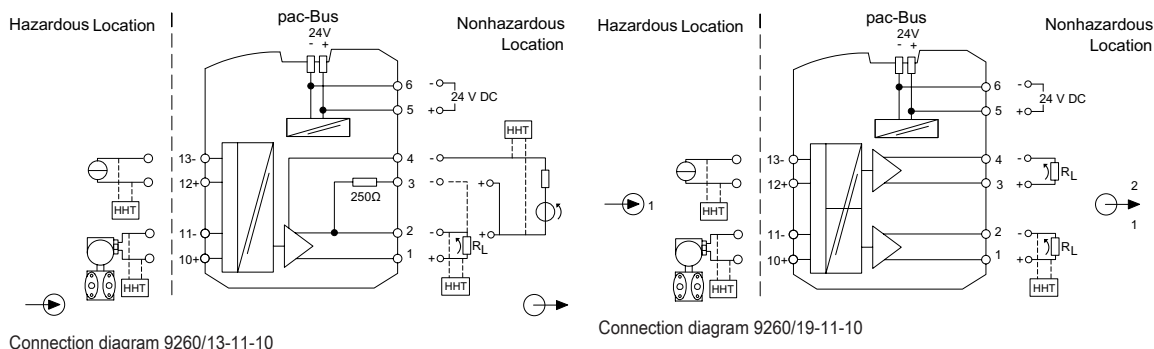 Hazardous Location
pac-Bus
24V
- +
Nonhazardous
Location
6
-
24 V DC
5
+
HHT
13-
4
-
12+
3
-
+
250Ω
HHT
11-
2
-
+
RL
10+
1
+
HHT
HHT
Connection diagram 9260/13-11-10
Hazardous Location
pac-Bus
24V
- +
Nonhazardous
Location
6
-
24 V DC
5
+
13-
4
-
RL
12+
3
+
HHT
1
2
1
11-
2
-
RL
10+
1
+
HHT
HHT
Connection diagram 9260/19-11-10